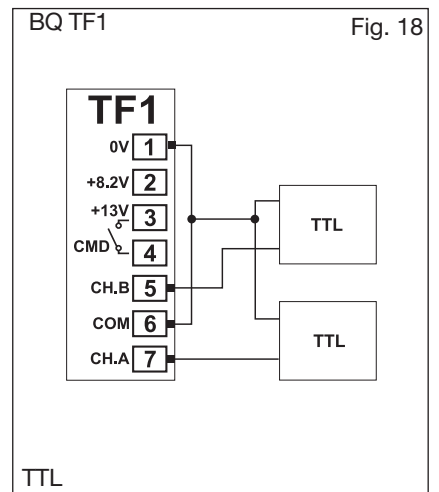 BQ TF1
Fig. 18
TF1
0V 1
+8.2V 2
+13V 3
CMD 4
CH.B 5
COM 6
CH.A 7
TTL
TTL
TTL